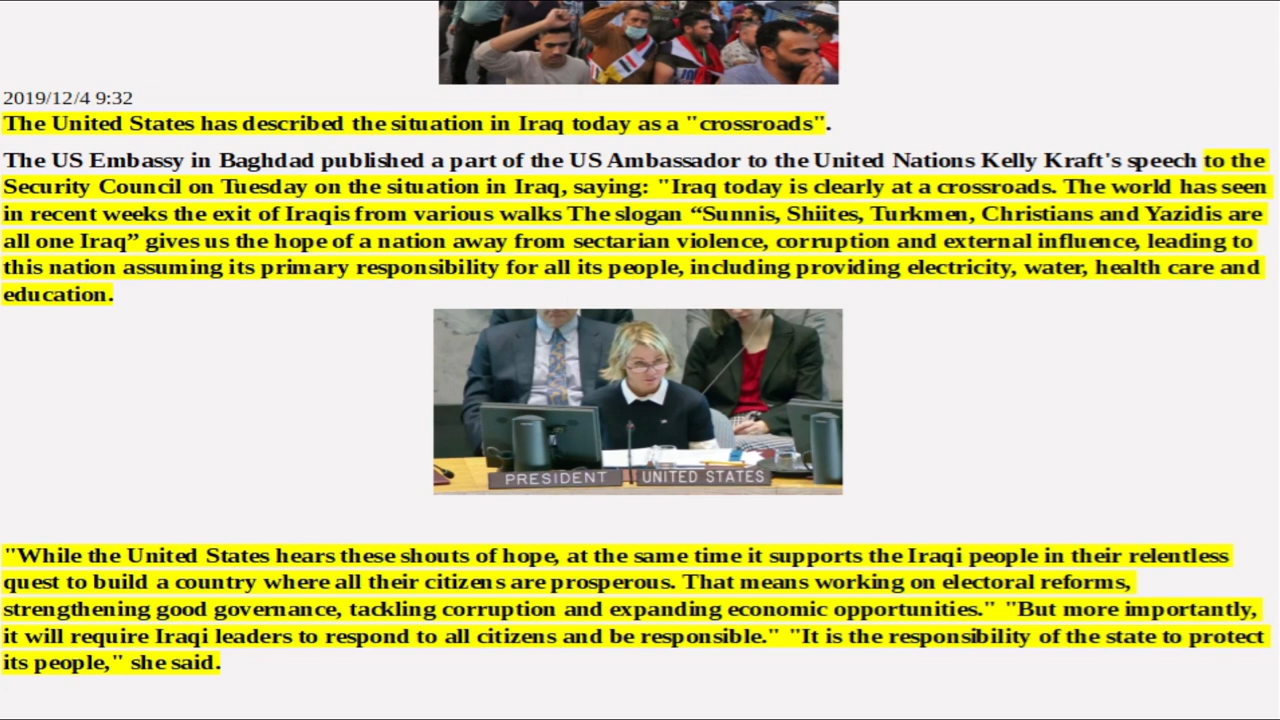 2019/12/4 9:32
The United States has described the situation in Iraq today as a "crossroads".
The US Embassy in Baghdad published a part of the US Ambassador to the United Nations Kelly Kraft's speech to the
Security Council on Tuesday on the situation in Iraq, saying: "Iraq today is clearly at a crossroads. The world has seen
in recent weeks the exit of Iraqis from various walks The slogan “Sunnis, Shiites, Turkmen, Christians and Yazidis are
all one Iraq” gives us the hope of a nation away from sectarian violence, corruption and external influence, leading to
this nation assuming its primary responsibility for all its people, including providing electricity, water, health care and
education.
PRESIDENT UNITED STATES
"While the United States hears these shouts of hope, at the same time it supports the Iraqi people in their relentless
quest to build a country where all their citizens are prosperous. That means working on electoral reforms,
strengthening good governance, tackling corruption and expanding economic opportunities." "But more importantly,
it will require Iraqi leaders to respond to all citizens and be responsible." "It is the responsibility of the state to protect
its people," she said.